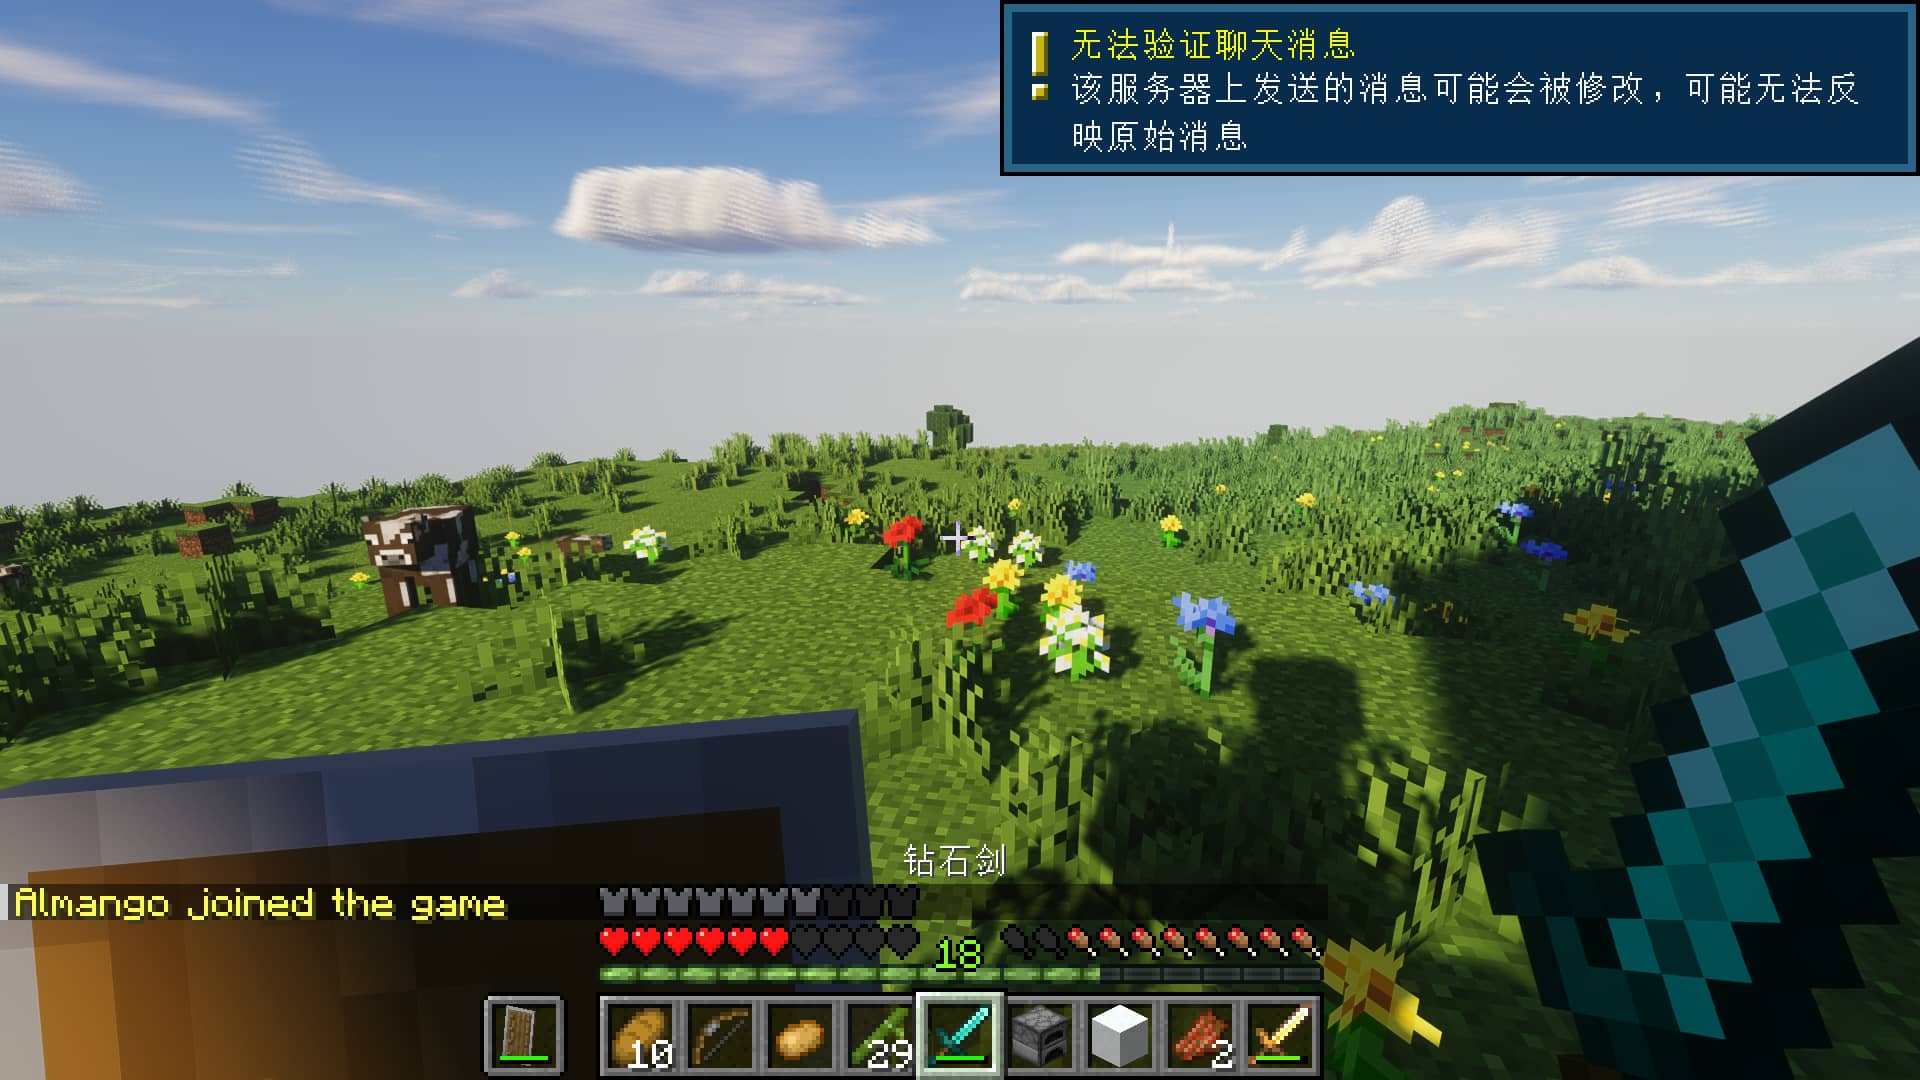 无法验证聊天消息
该服务器上发送的消息可能会被修改，可能无法反
映原始消息
钻石剑
Almango joined the game
18
10
29
2